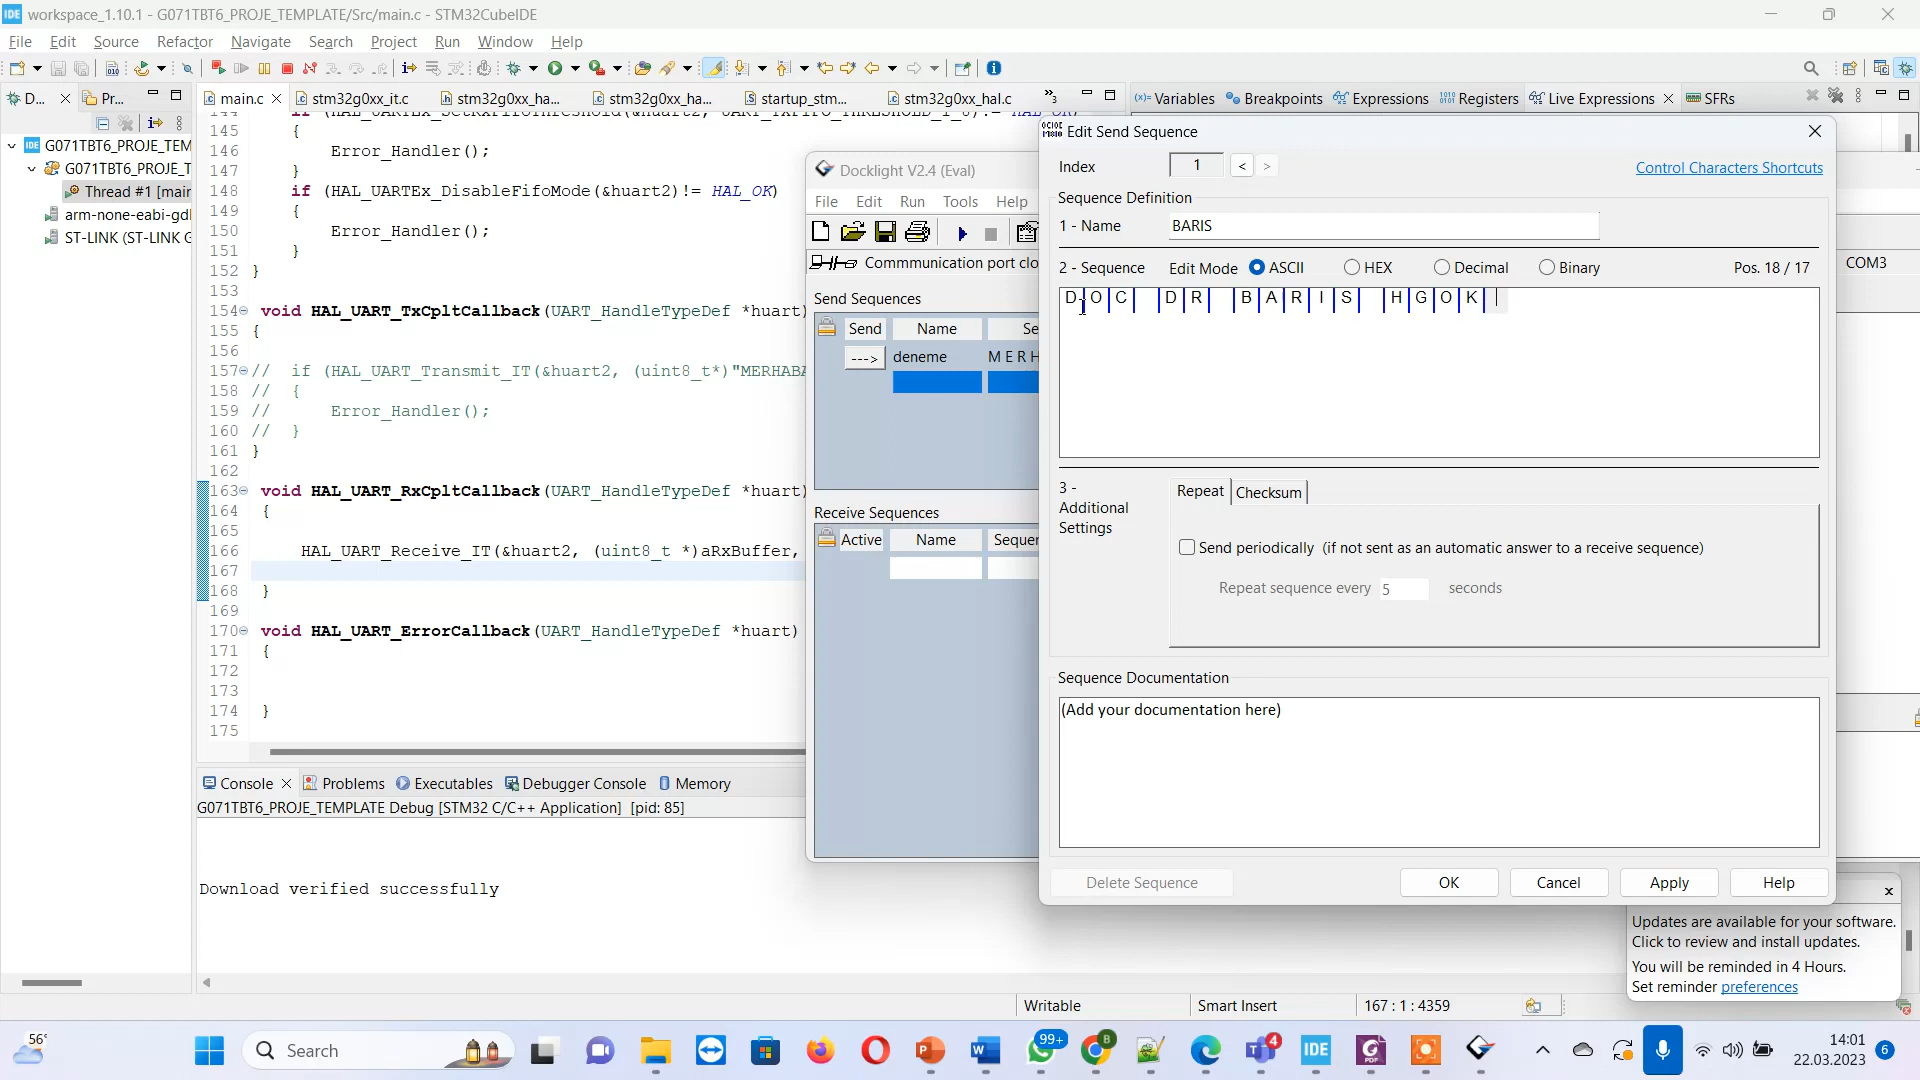 IDE workspace_1.10.1 - G071TBT6_PROJE_TEMPLATE/Src/main.c - STM32CubeIDE
File Edit Source Refactor Navigate Search Project Run Window Help
D... Pr... main.c stm32g0xx_it.c stm32g0xx_ha... stm32g0xx_ha... startup_stm... stm32g0xx_hal.c Variables Breakpoints Expressions Registers Live Expressions SFRs
G071TBT6_PROJE_TEM
G071TBT6_PROJE_T
Thread #1 [mair
arm-none-eabi-gdl
ST-LINK (ST-LINK G
145 {
146 Error_Handler();
147 }
148 if (HAL_UARTEx_DisableFifoMode(&huart2)!= HAL_OK)
149 {
150 Error_Handler();
151 }
152 }
153
154 void HAL_UART_TxCpltCallback(UART_HandleTypeDef *huart)
155 {
156
157 // if (HAL_UART_Transmit_IT(&huart2, (uint8_t*)"MERHABA
158 // {
159 // Error_Handler();
160 // }
161 }
162
163 void HAL_UART_RxCpltCallback(UART_HandleTypeDef *huart)
164 {
165
166 HAL_UART_Receive_IT(&huart2, (uint8_t *)aRxBuffer,
167
168 }
169
170 void HAL_UART_ErrorCallback(UART_HandleTypeDef *huart)
171 {
172
173
174 }
175
Console Problems Executables Debugger Console Memory
G071TBT6_PROJE_TEMPLATE Debug [STM32 C/C++ Application] [pid: 85]
Download verified successfully
Writable Smart Insert 167 : 1 : 4359
Docklight V2.4 (Eval)
File Edit Run Tools Help
Commmunication port clo
COM3
Send Sequences
Send Name Se
---> deneme M E R H
Receive Sequences
Active Name Sequer
Edit Send Sequence
Index 1 < > Control Characters Shortcuts
Sequence Definition
1 - Name BARIS
2 - Sequence Edit Mode ASCII HEX Decimal Binary Pos. 18 / 17
D O C D R B A R I S H G O K
3 -
Additional
Settings
Repeat Checksum
Send periodically (if not sent as an automatic answer to a receive sequence)
Repeat sequence every 5 seconds
Sequence Documentation
(Add your documentation here)
Delete Sequence OK Cancel Apply Help
Updates are available for your software.
Click to review and install updates.
You will be reminded in 4 Hours.
Set reminder preferences
56° Search 99+ B 4 IDE PDF 14:01
22.03.2023 6